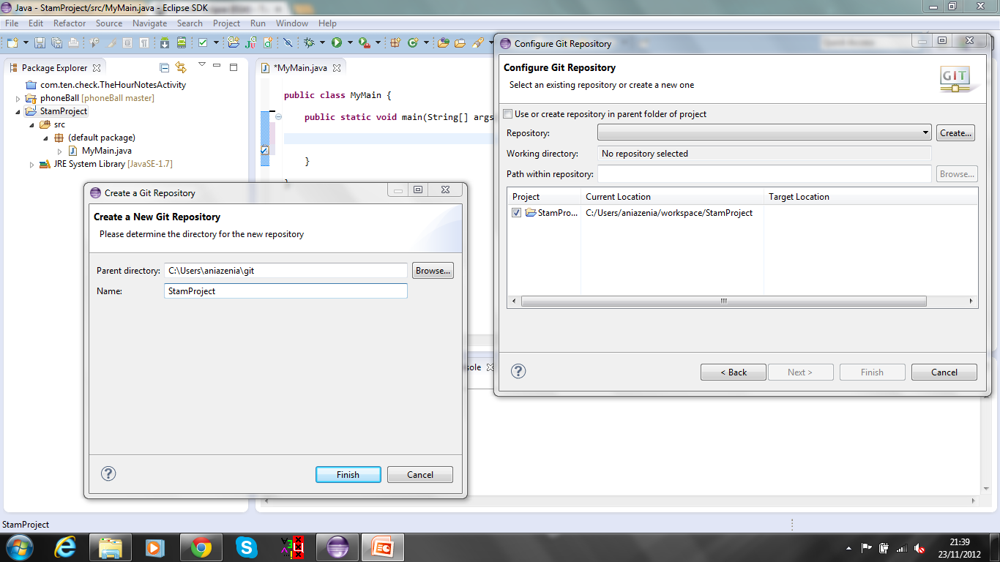 Java - StamProject/src/MyMain.java - Eclipse SDK
File Edit Refactor Source Navigate Search Project Run Window Help
Package Explorer
com.ten.check.TheHourNotesActivity
phoneBall [phoneBall master]
StamProject
src
(default package)
MyMain.java
JRE System Library [JavaSE-1.7]
*MyMain.java
public class MyMain {
public static void main(String[] args
}
Configure Git Repository
Configure Git Repository
Select an existing repository or create a new one
GIT
Use or create repository in parent folder of project
Repository: Create...
Working directory: No repository selected
Path within repository: Browse...
Project Current Location Target Location
StamPro... C:/Users/aniazenia/workspace/StamProject
< Back Next > Finish Cancel
Create a Git Repository
Create a New Git Repository
Please determine the directory for the new repository
Parent directory: C:\Users\aniazenia\git Browse...
Name: StamProject
Finish Cancel
sole
StamProject
21:39
23/11/2012